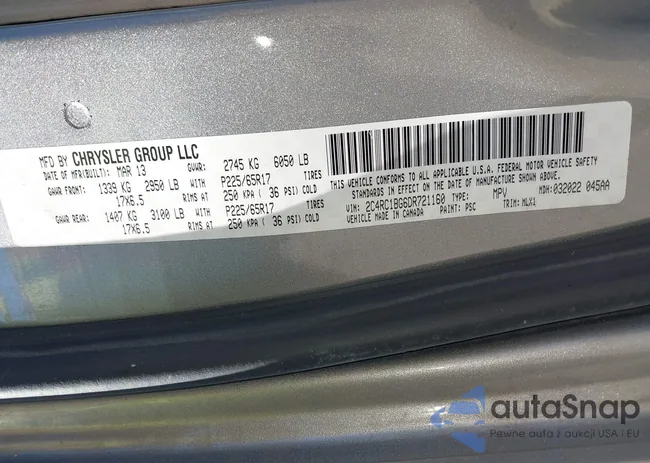 MFD BY CHRYSLER GROUP LLC
DATE OF MFR(BUILT): MAR 13 GVWR: 2745 KG 6050 LB
GAWR FRONT: 1339 KG 2950 LB WITH P225/65R17 TIRES
17X6.5 RIMS AT 250 KPA ( 36 PSI) COLD
GAWR REAR: 1407 KG 3100 LB WITH P225/65R17 TIRES
17X6.5 RIMS AT 250 KPA ( 36 PSI) COLD
THIS VEHICLE CONFORMS TO ALL APPLICABLE U.S.A. FEDERAL MOTOR VEHICLE SAFETY
STANDARDS IN EFFECT ON THE DATE OF MANUFACTURE SHOWN ABOVE.
VIN: 2C4RC1BG6DR721160 TYPE: MPV MDH: 032022 045AA
VEHICLE MADE IN CANADA PAINT: PSC TRIM: MLX1
autaSnap
Pewne auta z aukcji USA i EU